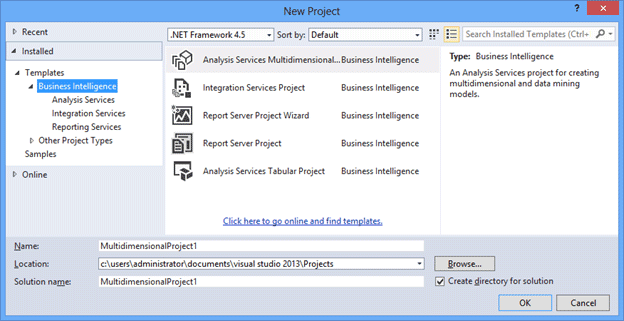 New Project
? ×
Recent
Installed
Templates
Business Intelligence
Analysis Services
Integration Services
Reporting Services
Other Project Types
Samples
Online
.NET Framework 4.5 Sort by: Default
Search Installed Templates (Ctrl+
Analysis Services Multidimensional... Business Intelligence
Integration Services Project Business Intelligence
Report Server Project Wizard Business Intelligence
Report Server Project Business Intelligence
Analysis Services Tabular Project Business Intelligence
Click here to go online and find templates.
Type: Business Intelligence
An Analysis Services project for creating
multidimensional and data mining
models.
Name: MultidimensionalProject1
Location: c:\users\administrator\documents\visual studio 2013\Projects Browse...
Solution name: MultidimensionalProject1 Create directory for solution
OK Cancel